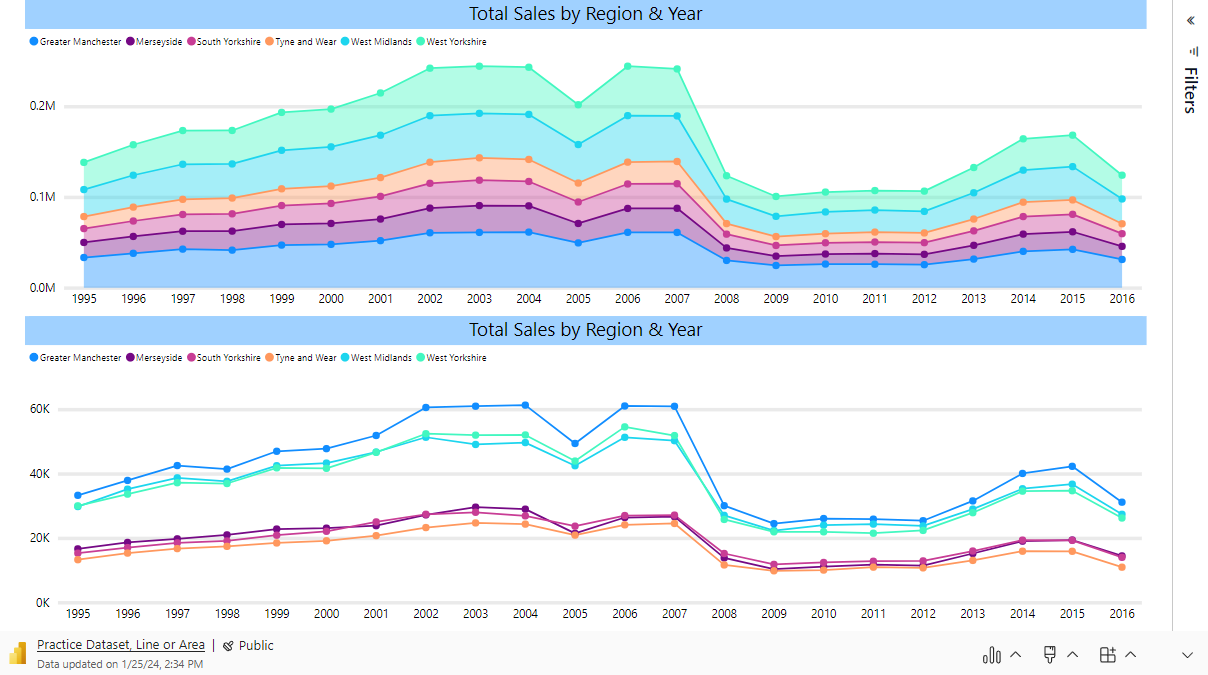 Total Sales by Region & Year
Greater Manchester Merseyside South Yorkshire Tyne and Wear West Midlands West Yorkshire
0.2M
0.1M
0.0M
1995 1996 1997 1998 1999 2000 2001 2002 2003 2004 2005 2006 2007 2008 2009 2010 2011 2012 2013 2014 2015 2016
Total Sales by Region & Year
Greater Manchester Merseyside South Yorkshire Tyne and Wear West Midlands West Yorkshire
60K
40K
20K
0K
1995 1996 1997 1998 1999 2000 2001 2002 2003 2004 2005 2006 2007 2008 2009 2010 2011 2012 2013 2014 2015 2016
Filters
Practice Dataset, Line or Area | Public
Data updated on 1/25/24, 2:34 PM